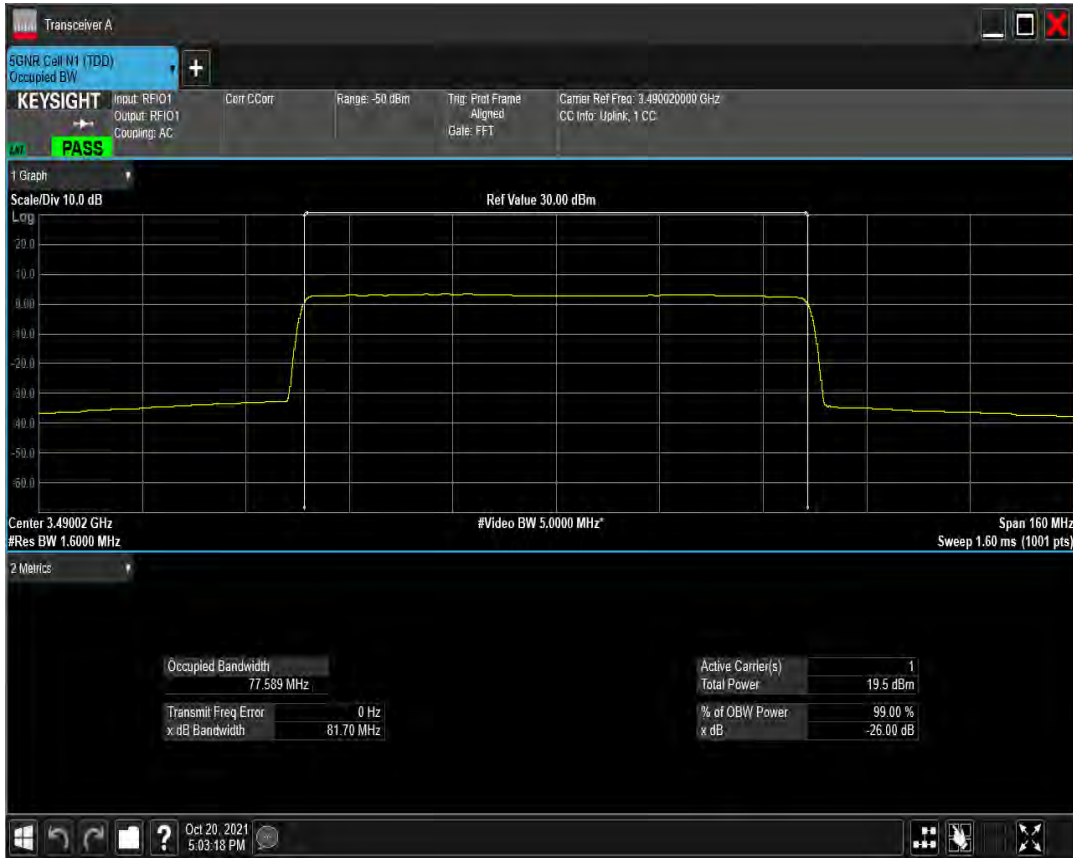 Transceiver A
5GNR Cell N1 (TDD)
Occupied BW
KEYSIGHT
Input: RFIO1
Output: RFIO1
Coupling: AC
Corr CCorr
Range: -50 dBm
Trig: Prot Frame
Aligned
Gate: FFT
Carrier Ref Freq: 3.490020000 GHz
CC Info: Uplink, 1 CC
PASS
1 Graph
Scale/Div 10.0 dB
Ref Value 30.00 dBm
Log
20.0
10.0
0.00
-10.0
-20.0
-30.0
-40.0
-50.0
-60.0
Center 3.49002 GHz
#Video BW 5.0000 MHz*
Span 160 MHz
#Res BW 1.6000 MHz
Sweep 1.60 ms (1001 pts)
2 Metrics
Occupied Bandwidth
77.589 MHz
Transmit Freq Error 0 Hz
x dB Bandwidth 81.70 MHz
Active Carrier(s) 1
Total Power 19.5 dBm
% of OBW Power 99.00 %
x dB -26.00 dB
?
Oct 20, 2021
5:03:18 PM